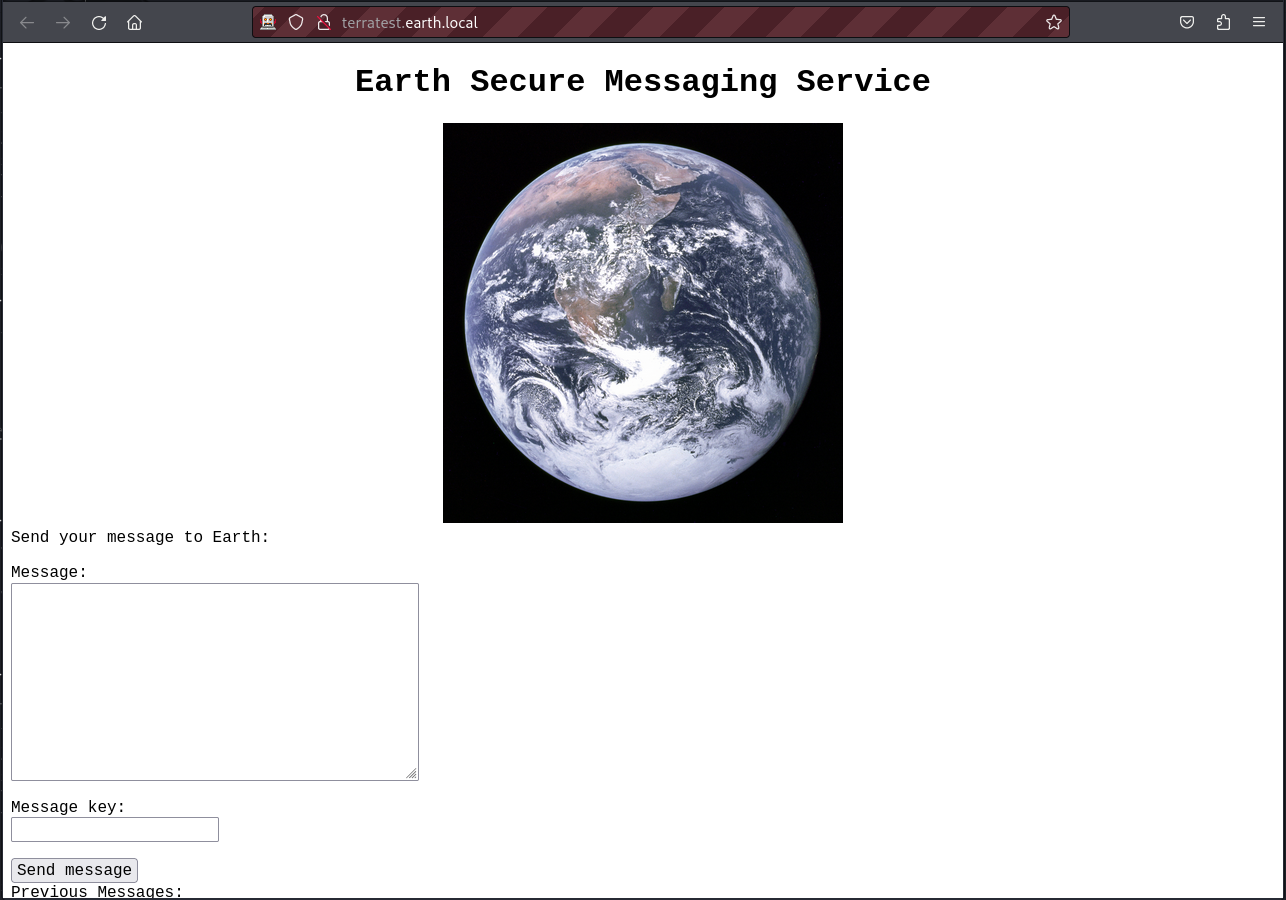 terratest.earth.local
Earth Secure Messaging Service
Send your message to Earth:
Message:
Message key:
Send message
Previous Messages: